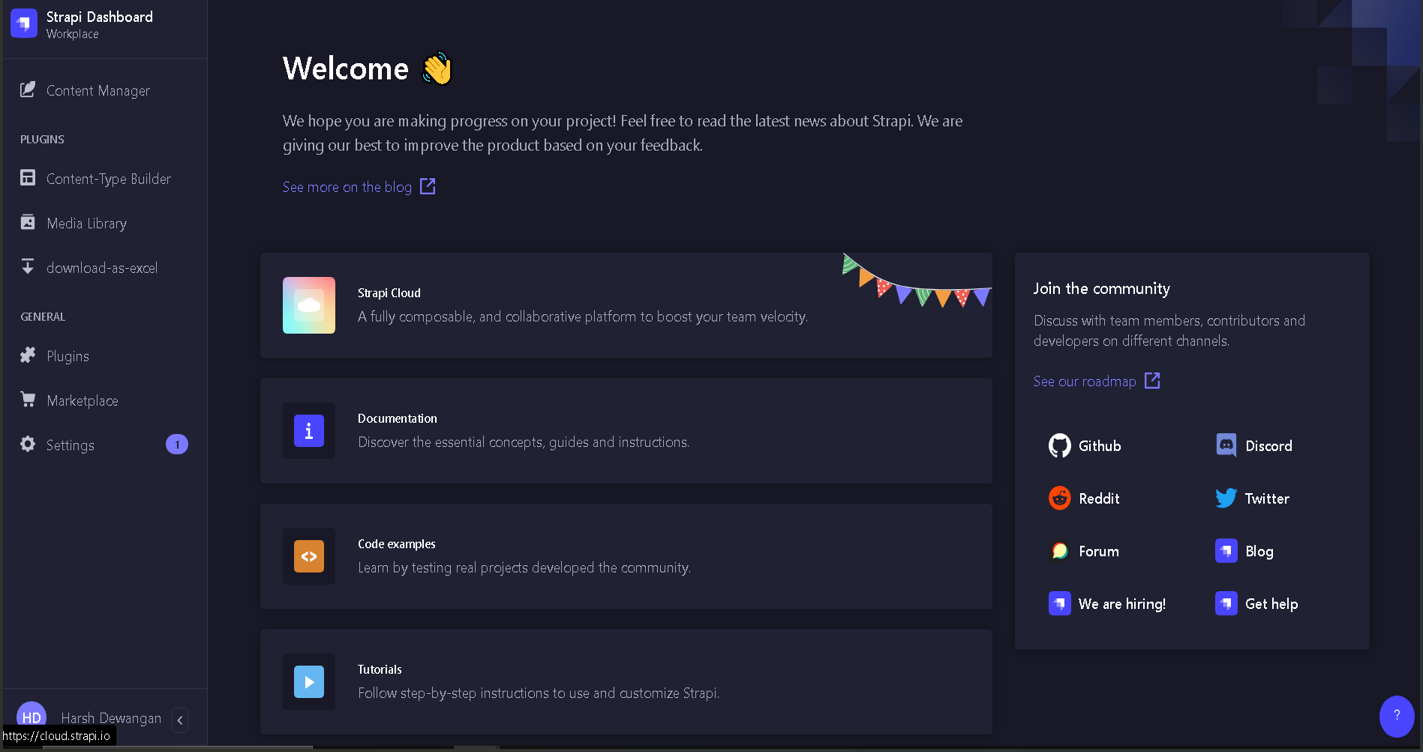 Strapi Dashboard
Workplace
Content Manager
PLUGINS
Content-Type Builder
Media Library
download-as-excel
GENERAL
Plugins
Marketplace
Settings
1
HD
Harsh Dewangan
https://cloud.strapi.io
Welcome 👋
We hope you are making progress on your project! Feel free to read the latest news about Strapi. We are
giving our best to improve the product based on your feedback.
See more on the blog
Strapi Cloud
A fully composable, and collaborative platform to boost your team velocity.
Documentation
Discover the essential concepts, guides and instructions.
Code examples
Learn by testing real projects developed the community.
Tutorials
Follow step-by-step instructions to use and customize Strapi.
Join the community
Discuss with team members, contributors and
developers on different channels.
See our roadmap
Github
Discord
Reddit
Twitter
Forum
Blog
We are hiring!
Get help
?